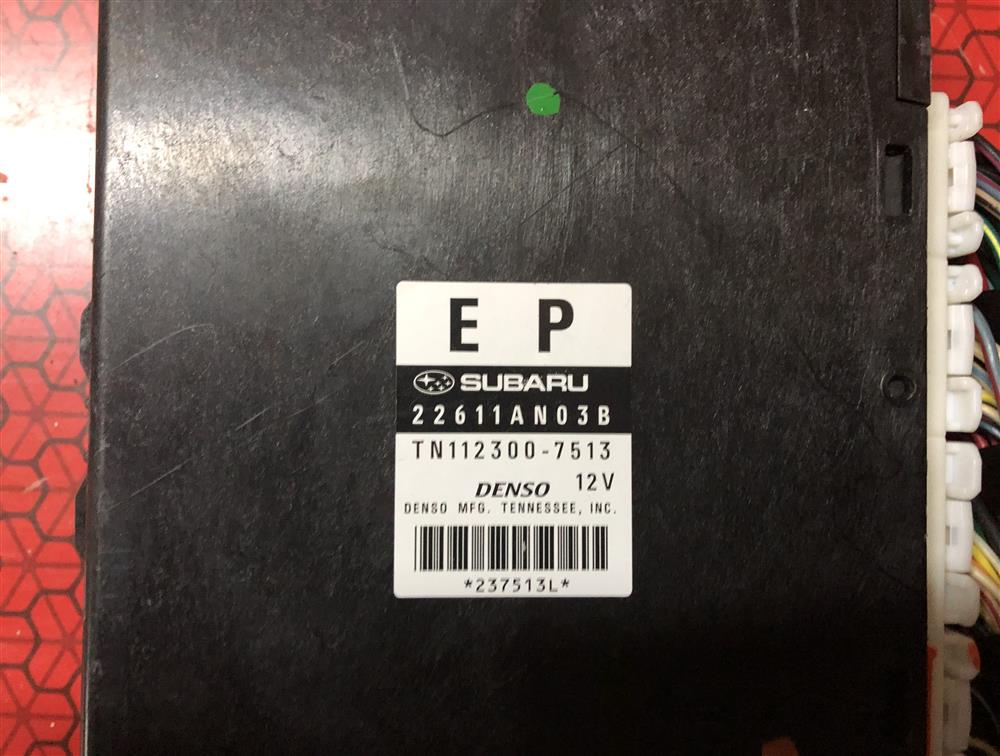 E P
SUBARU
22611AN03B
TN112300-7513
DENSO 12V
DENSO MFG. TENNESSEE, INC.
*237513L*